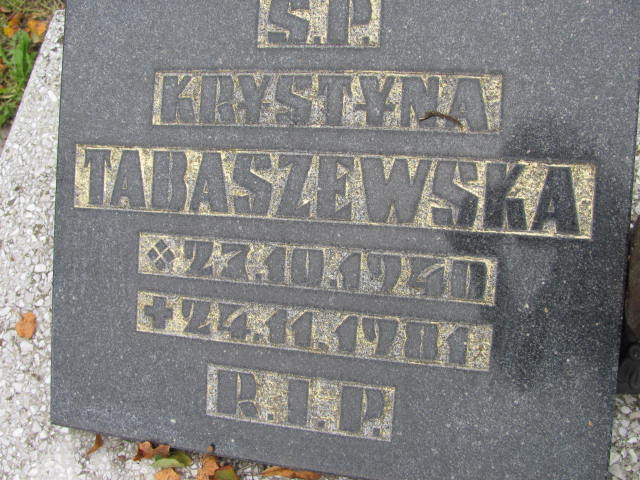 Ś.P.
KRYSTYNA
TABASZEWSKA
27.10.1940
+24.11.1981
R.I.P.